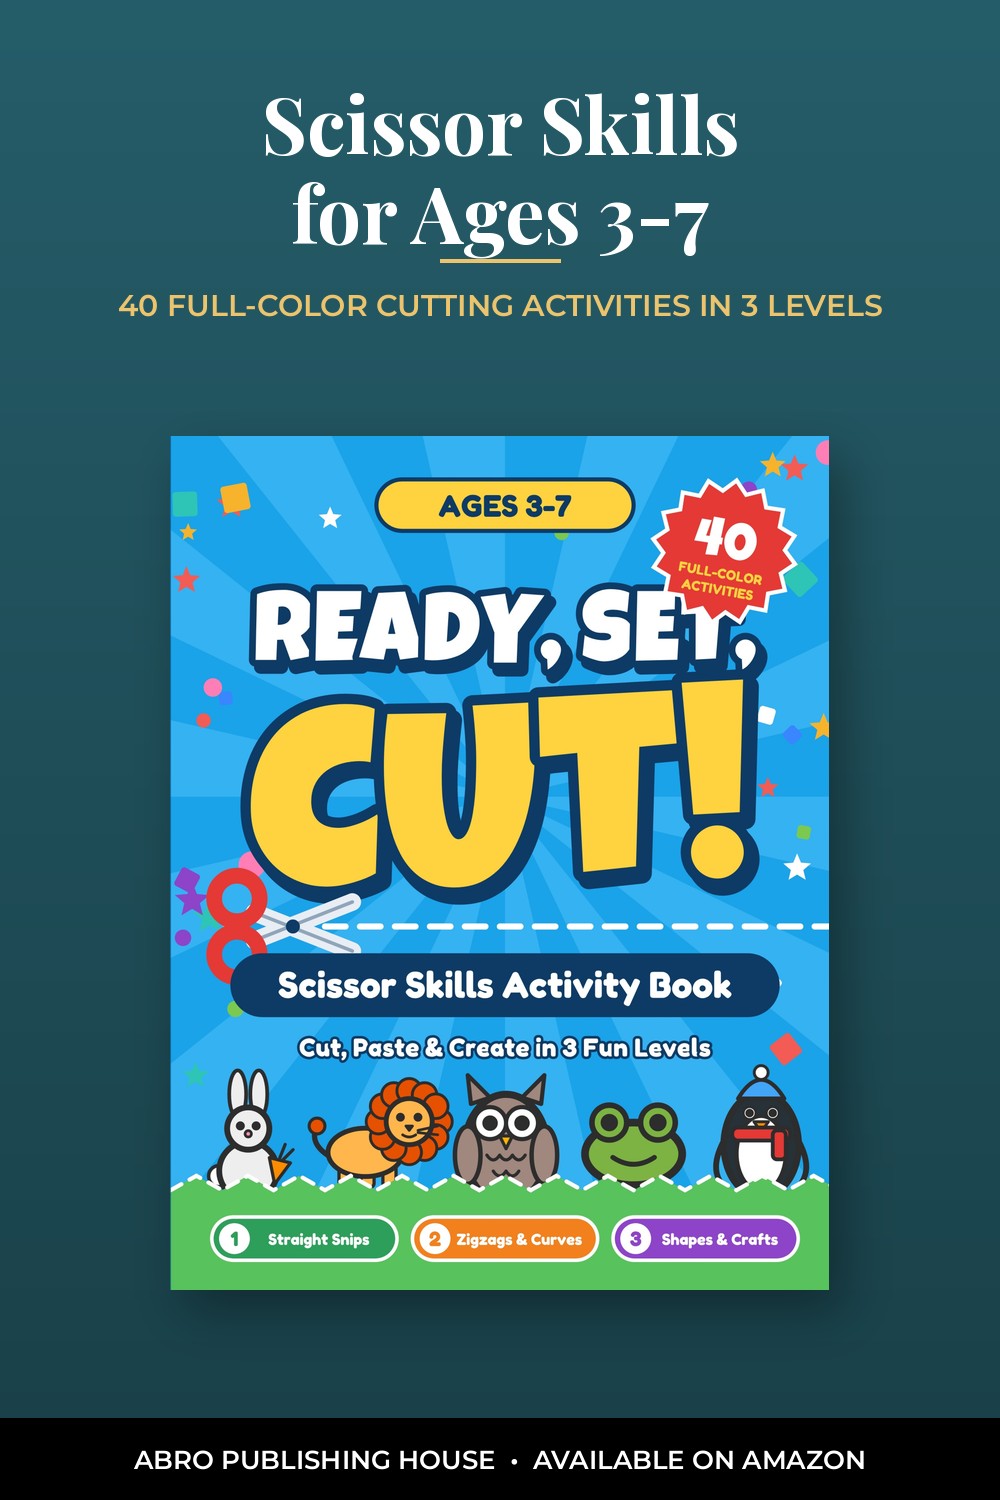 Scissor Skills
for Ages 3-7
40 FULL-COLOR CUTTING ACTIVITIES IN 3 LEVELS
AGES 3-7
40
FULL-COLOR
ACTIVITIES
READY, SET,
CUT!
Scissor Skills Activity Book
Cut, Paste & Create in 3 Fun Levels
1 Straight Snips
2 Zigzags & Curves
3 Shapes & Crafts
ABRO PUBLISHING HOUSE • AVAILABLE ON AMAZON